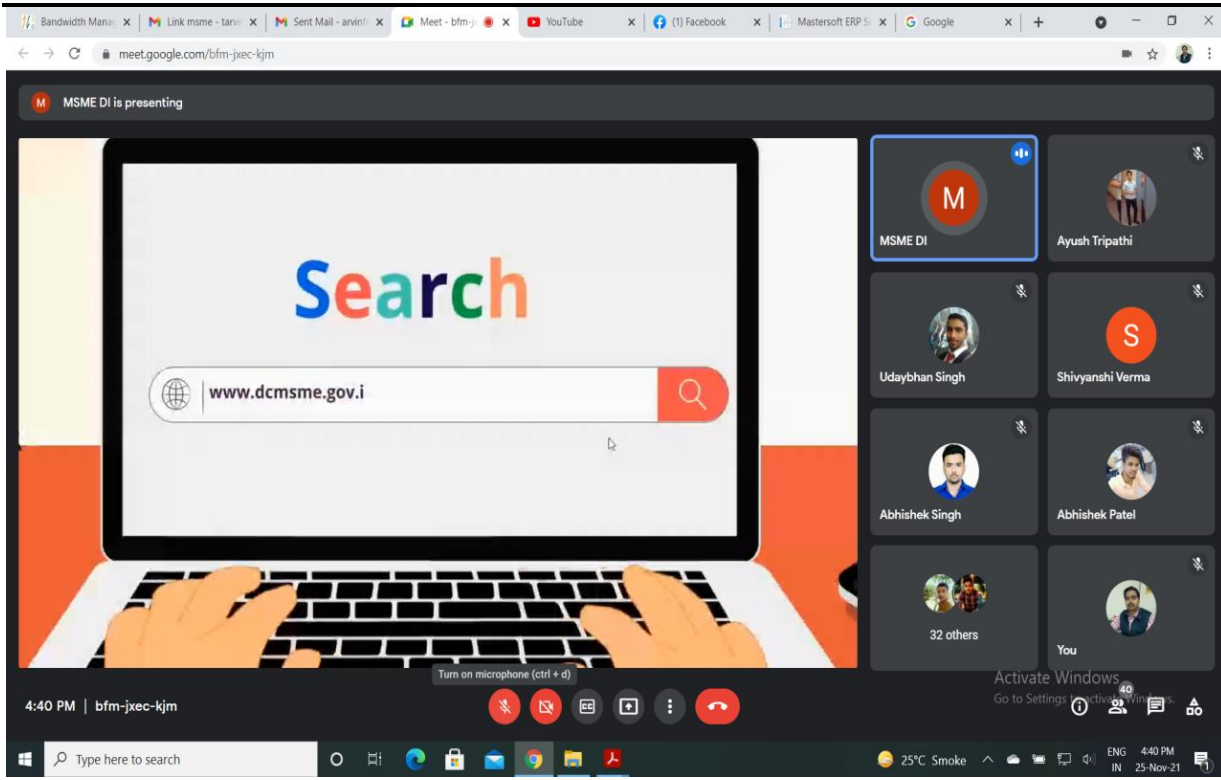 Bandwidth Manag
Link msme - tarvi
Sent Mail - arvinfo
Meet - bfm-j
YouTube
(1) Facebook
Mastersoft ERP S
Google
meet.google.com/bfm-jxec-kjm
M MSME DI is presenting
Search
www.dcmsme.gov.i
M
MSME DI
Ayush Tripathi
Udaybhan Singh
S
Shivyanshi Verma
Abhishek Singh
Abhishek Patel
32 others
You
Turn on microphone (ctrl + d)
Activate Windows
Go to Settings to activate Windows.
4:40 PM | bfm-jxec-kjm
CC
40
Type here to search
25°C Smoke
ENG
IN
4:40 PM
25-Nov-21
1